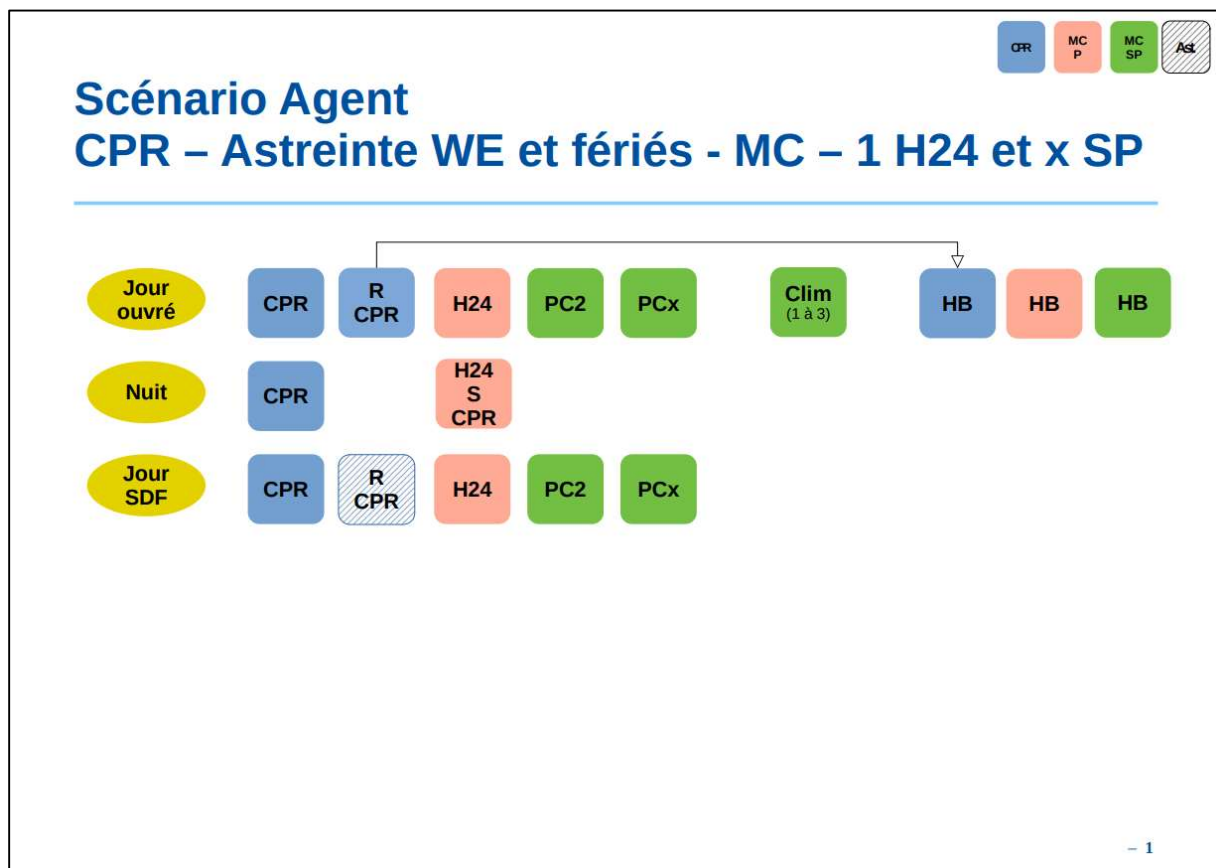 CPR
MC
P
MC
SP
Ast.
Scénario Agent
CPR – Astreinte WE et fériés - MC – 1 H24 et x SP
Jour
ouvré
CPR
R
CPR
H24
PC2
PCx
Clim
(1 à 3)
HB
HB
HB
Nuit
CPR
H24
S
CPR
Jour
SDF
CPR
R
CPR
H24
PC2
PCx
– 1